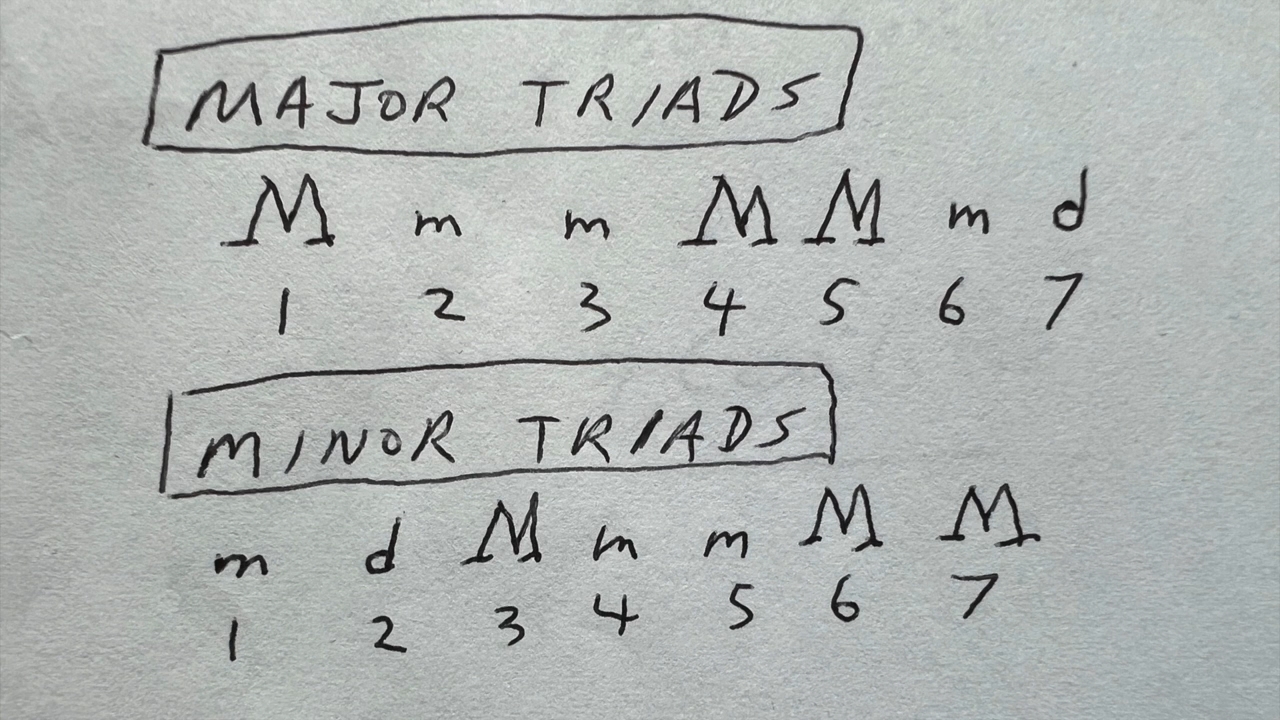 MAJOR TRIADS
M m m M M m d
1 2 3 4 5 6 7
MINOR TRIADS
m d M m m M M
1 2 3 4 5 6 7